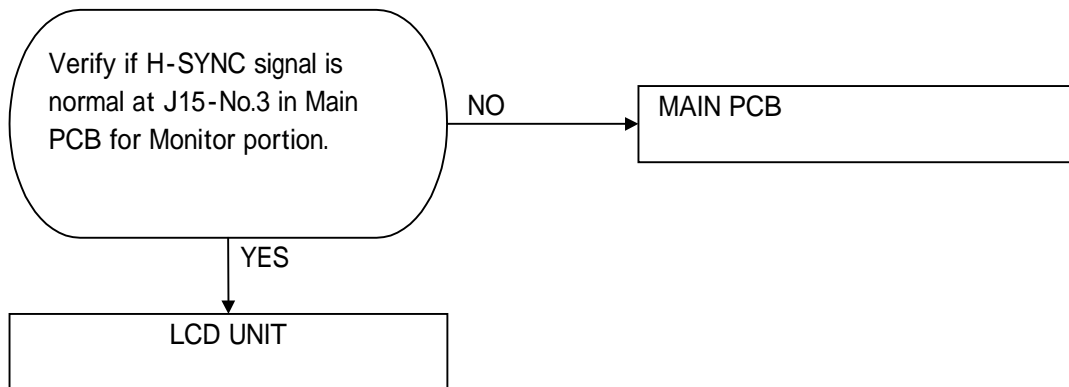 Verify if H-SYNC signal is
normal at J15-No.3 in Main
PCB for Monitor portion.
NO
MAIN PCB
YES
LCD UNIT